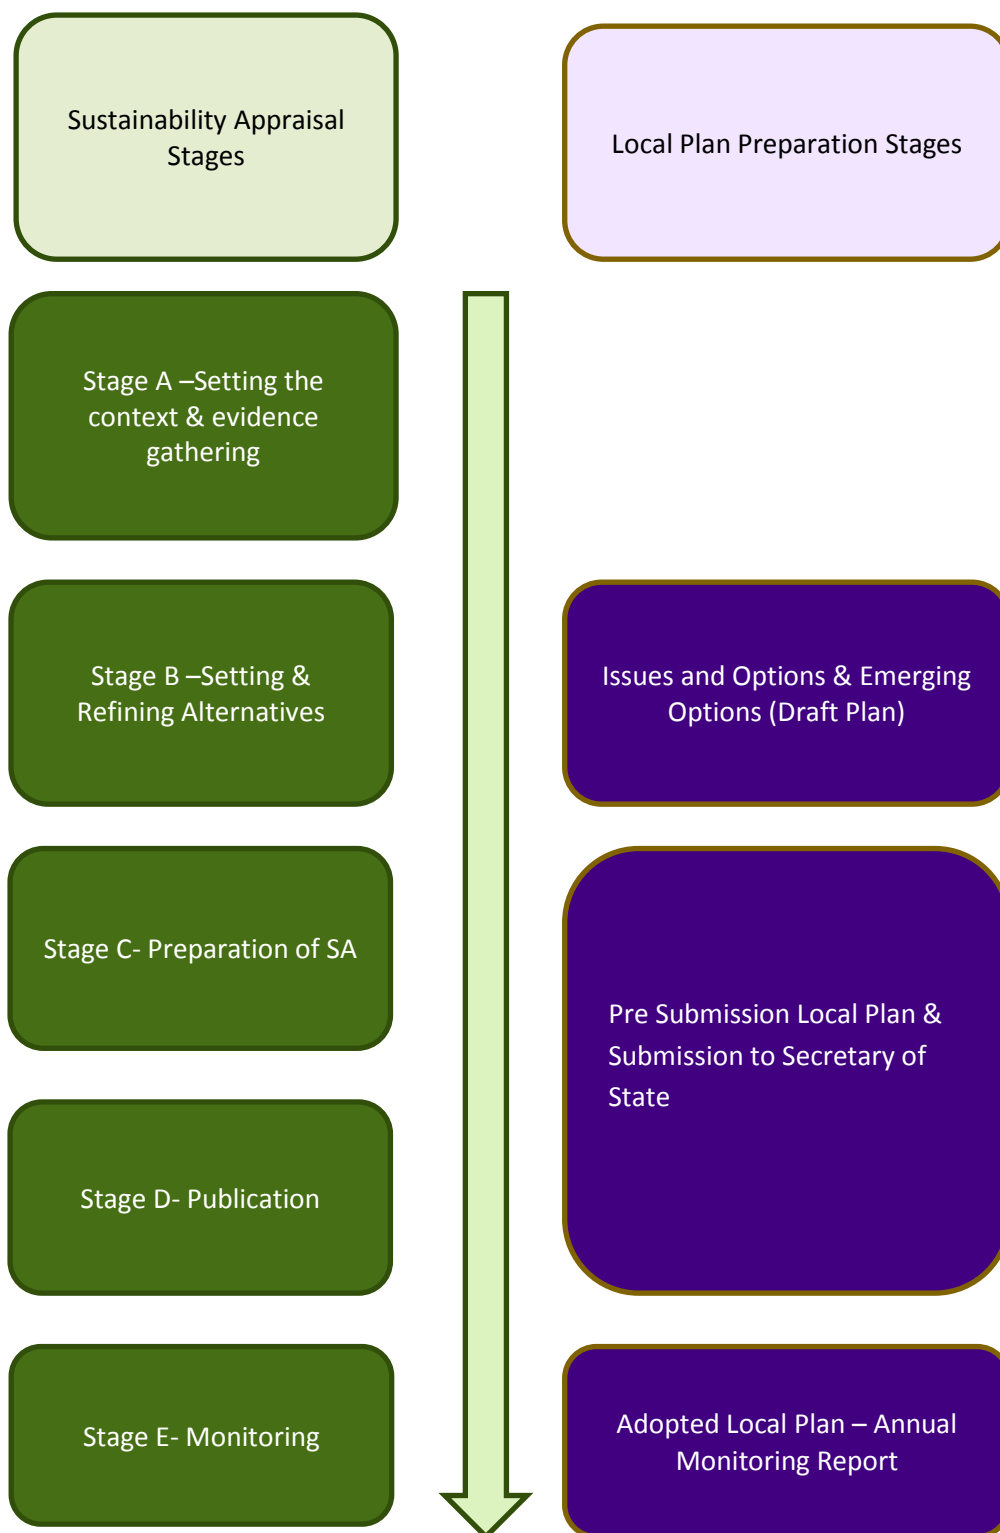 Sustainability Appraisal
Stages
Local Plan Preparation Stages
Stage A –Setting the
context & evidence
gathering
Stage B –Setting &
Refining Alternatives
Issues and Options & Emerging
Options (Draft Plan)
Stage C- Preparation of SA
Pre Submission Local Plan &
Submission to Secretary of
State
Stage D- Publication
Stage E- Monitoring
Adopted Local Plan – Annual
Monitoring Report